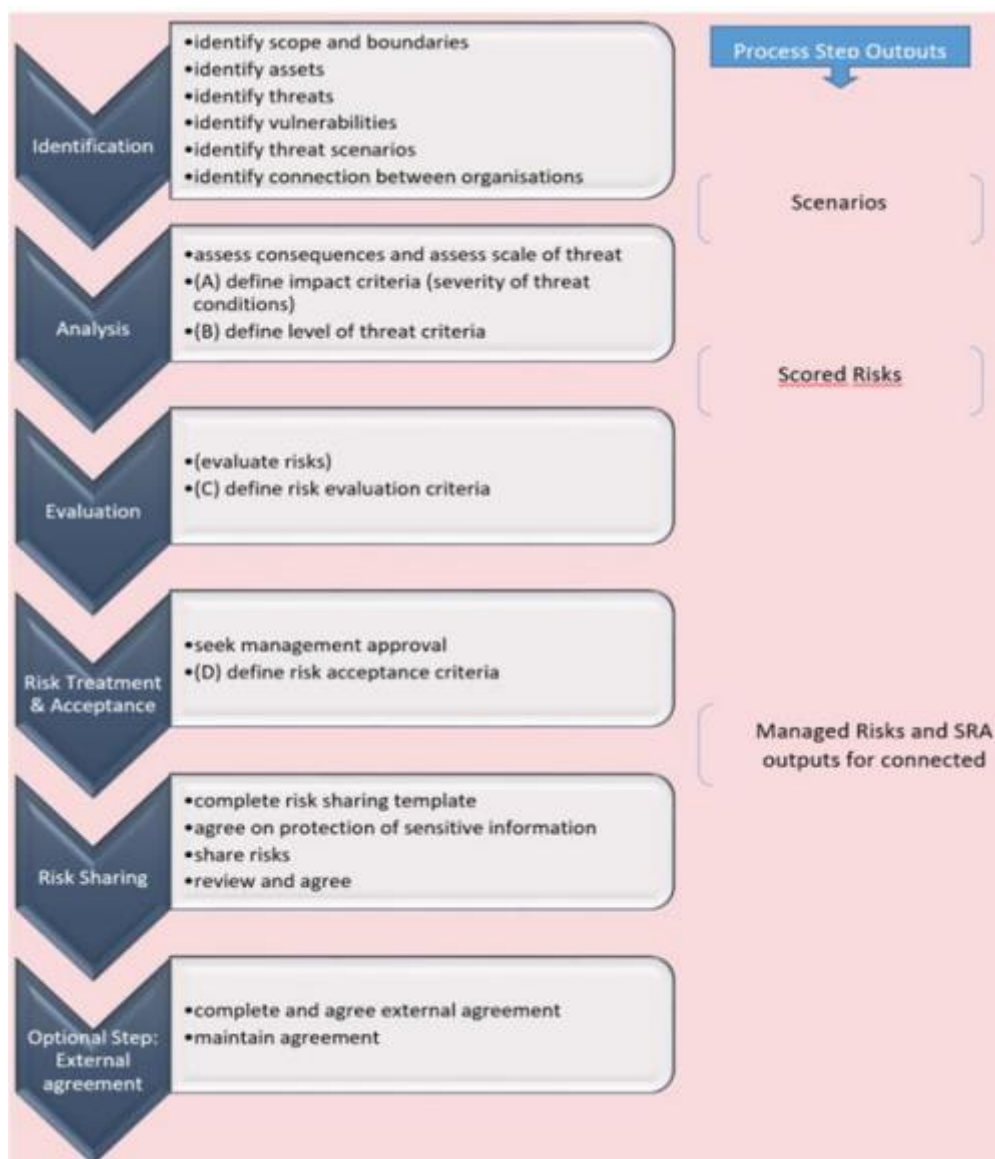 •identify scope and boundaries
•identify assets
•identify threats
•identify vulnerabilities
•identify threat scenarios
•identify connection between organisations
Identification
Process Step Outputs
Scenarios
•assess consequences and assess scale of threat
•(A) define impact criteria (severity of threat
conditions)
•(B) define level of threat criteria
Analysis
Scored Risks
•(evaluate risks)
•(C) define risk evaluation criteria
Evaluation
•seek management approval
•(D) define risk acceptance criteria
Risk Treatment
& Acceptance
Managed Risks and SRA
outputs for connected
•complete risk sharing template
•agree on protection of sensitive information
•share risks
•review and agree
Risk Sharing
•complete and agree external agreement
•maintain agreement
Optional Step:
External
agreement